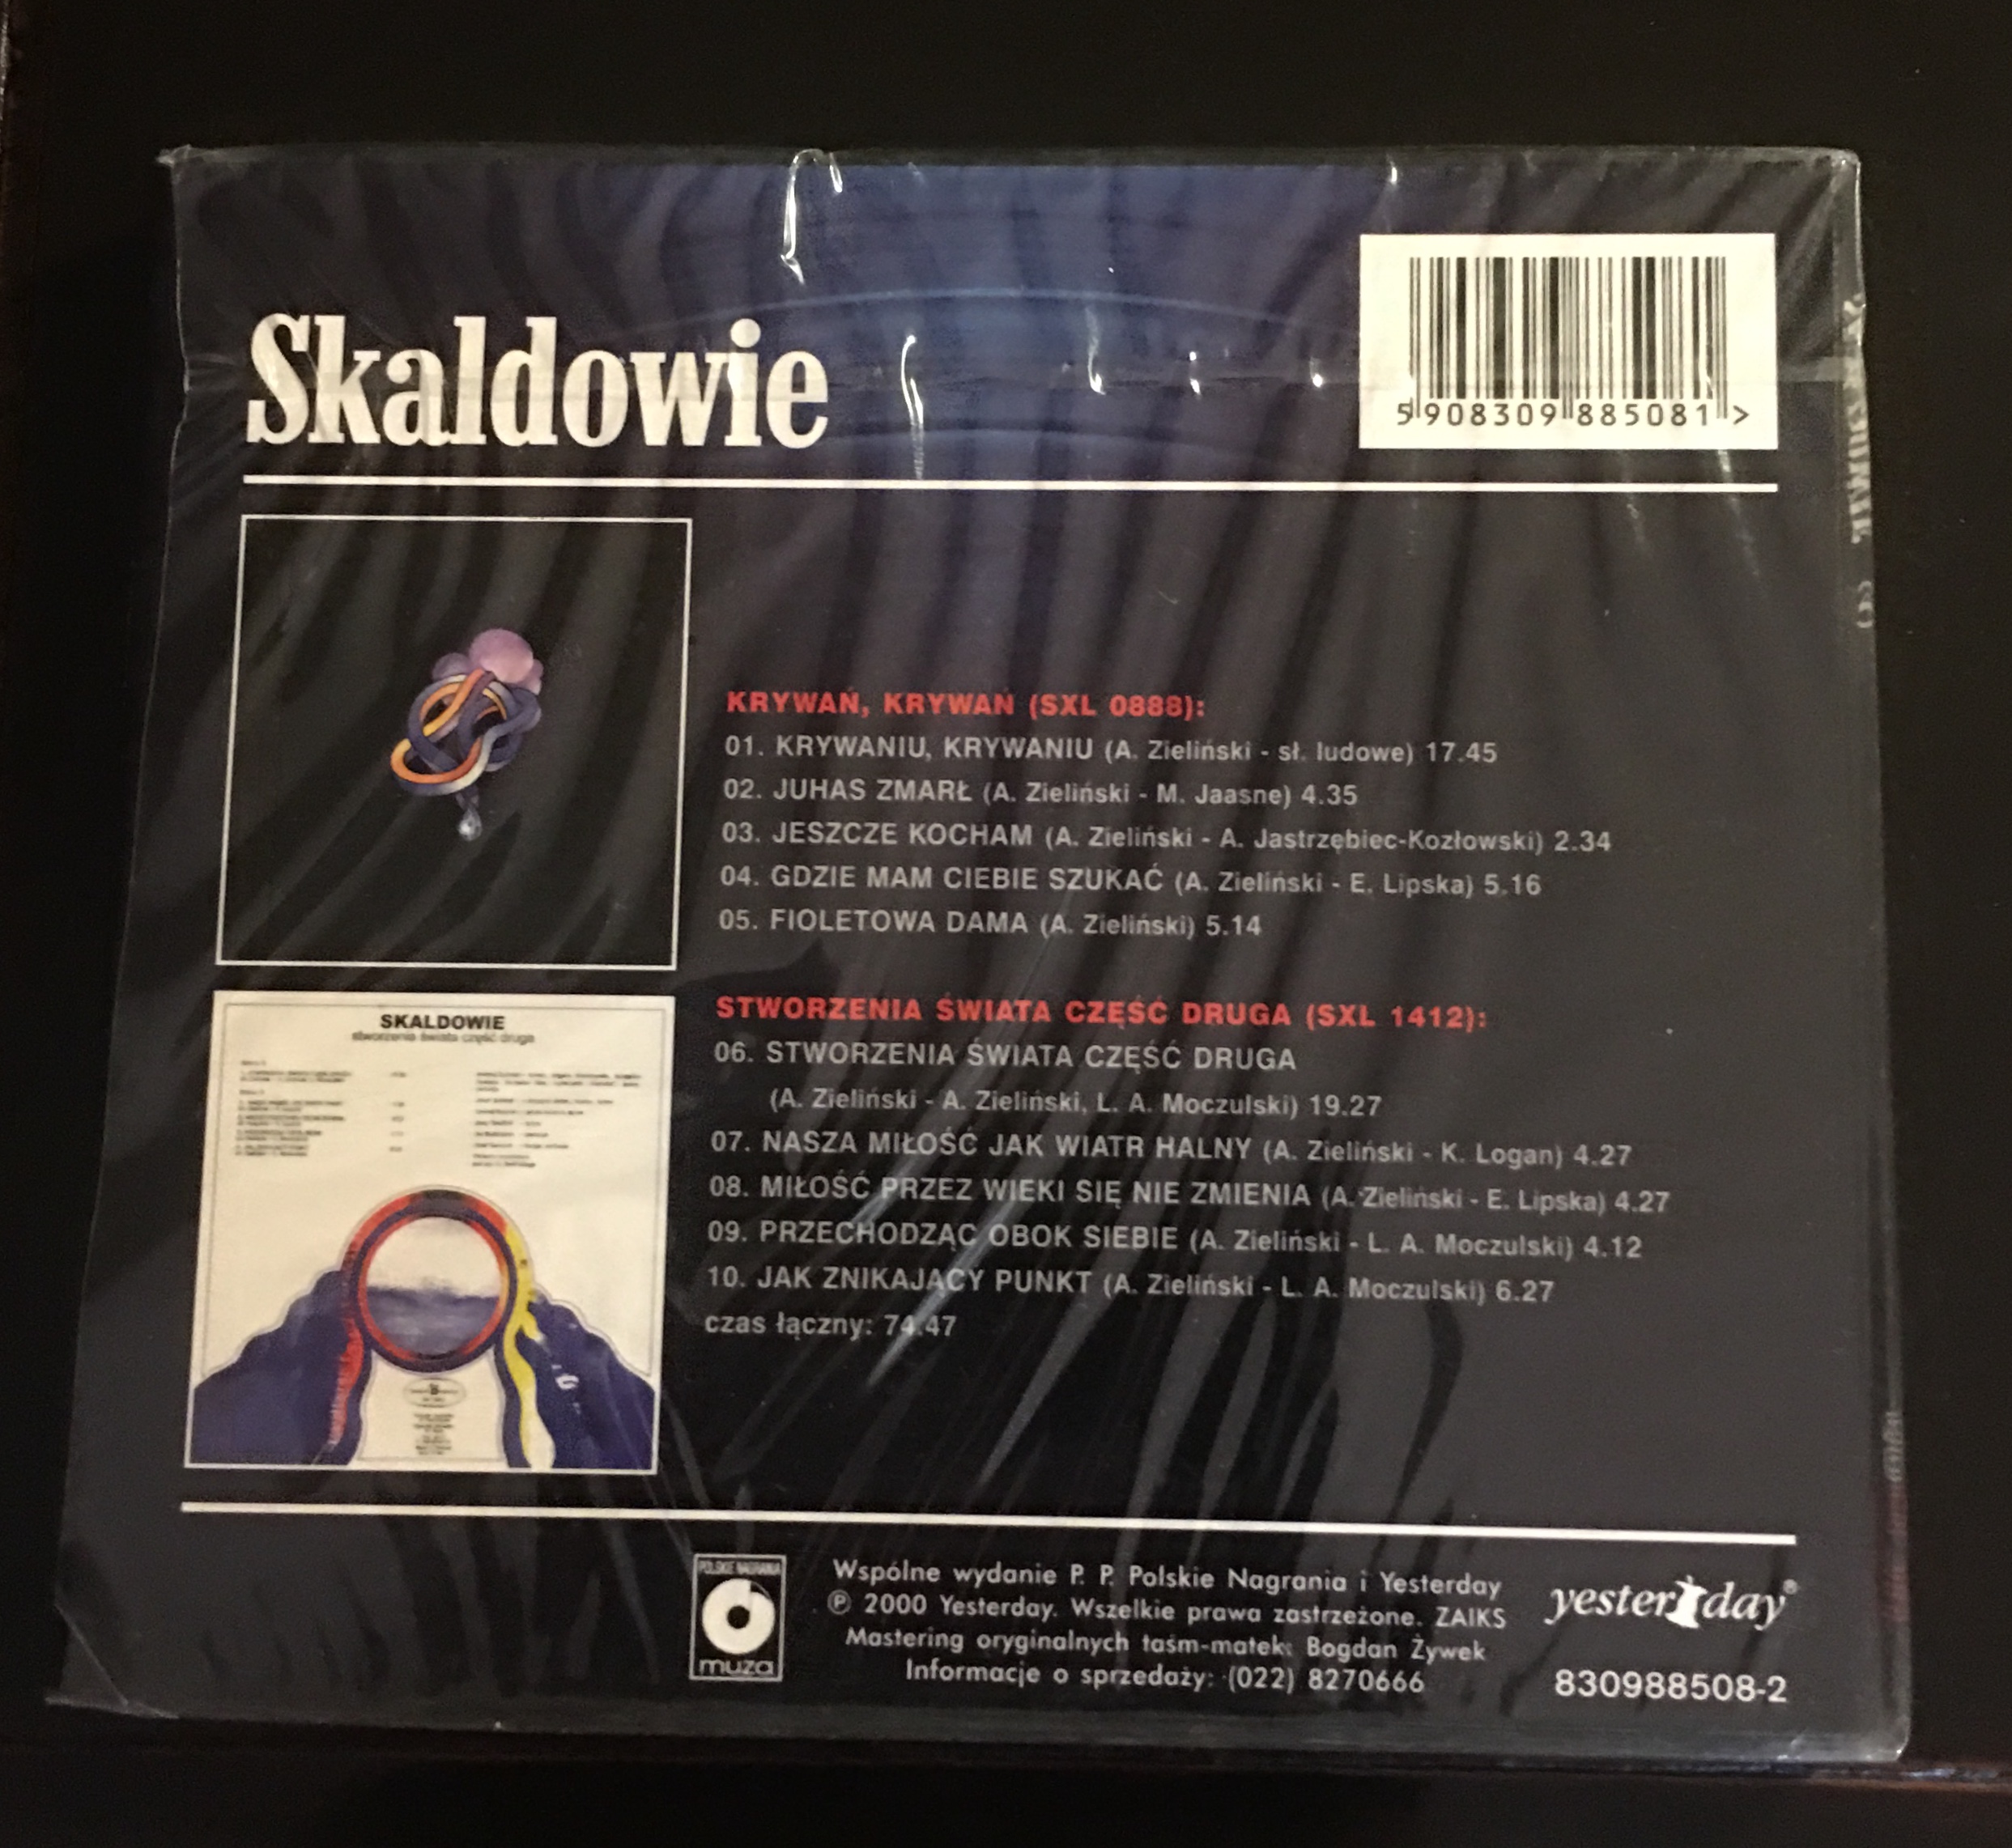 Skaldowie
5 908309 885081 >
KRYWAŃ, KRYWAŃ (SXL 0888):
01. KRYWANIU, KRYWANIU (A. Zieliński - sł. ludowe) 17.45
02. JUHAS ZMARŁ (A. Zieliński - M. Jaasne) 4.35
03. JESZCZE KOCHAM (A. Zieliński - A. Jastrzębiec-Kozłowski) 2.34
04. GDZIE MAM CIEBIE SZUKAĆ (A. Zieliński - E. Lipska) 5.16
05. FIOLETOWA DAMA (A. Zieliński) 5.14
SKALDOWIE
stworzenia świata część druga
STWORZENIA ŚWIATA CZĘŚĆ DRUGA (SXL 1412):
06. STWORZENIA ŚWIATA CZĘŚĆ DRUGA
(A. Zieliński - A. Zieliński, L. A. Moczulski) 19.27
07. NASZA MIŁOŚĆ JAK WIATR HALNY (A. Zieliński - K. Logan) 4.27
08. MIŁOŚĆ PRZEZ WIEKI SIĘ NIE ZMIENIA (A. Zieliński - E. Lipska) 4.27
09. PRZECHODZĄC OBOK SIEBIE (A. Zieliński - L. A. Moczulski) 4.12
10. JAK ZNIKAJĄCY PUNKT (A. Zieliński - L. A. Moczulski) 6.27
czas łączny: 74.47
POLSKIE NAGRANIA
muza
Wspólne wydanie P. P. Polskie Nagrania i Yesterday
℗ 2000 Yesterday. Wszelkie prawa zastrzeżone. ZAIKS
Mastering oryginalnych taśm-matek: Bogdan Żywek
Informacje o sprzedaży: (022) 8270666
yesterday®
830988508-2